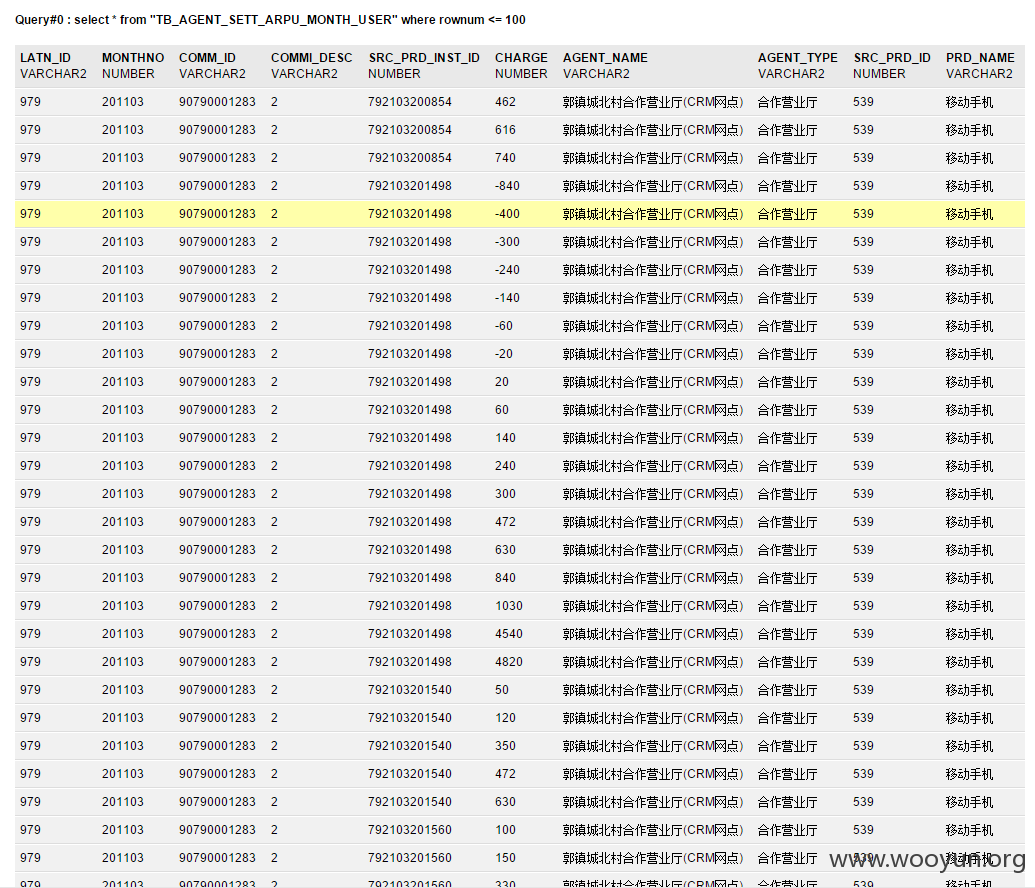 Query#0 : select * from "TB_AGENT_SETT_ARPU_MONTH_USER" where rownum <= 100
LATN_ID MONTHNO COMM_ID COMMI_DESC SRC_PRD_INST_ID CHARGE AGENT_NAME AGENT_TYPE SRC_PRD_ID PRD_NAME
VARCHAR2 NUMBER VARCHAR2 VARCHAR2 NUMBER NUMBER VARCHAR2 VARCHAR2 NUMBER VARCHAR2
979 201103 90790001283 2 792103200854 462 郭镇城北村合作营业厅(CRM网点) 合作营业厅 539 移动手机
979 201103 90790001283 2 792103200854 616 郭镇城北村合作营业厅(CRM网点) 合作营业厅 539 移动手机
979 201103 90790001283 2 792103200854 740 郭镇城北村合作营业厅(CRM网点) 合作营业厅 539 移动手机
979 201103 90790001283 2 792103201498 -840 郭镇城北村合作营业厅(CRM网点) 合作营业厅 539 移动手机
979 201103 90790001283 2 792103201498 -400 郭镇城北村合作营业厅(CRM网点) 合作营业厅 539 移动手机
979 201103 90790001283 2 792103201498 -300 郭镇城北村合作营业厅(CRM网点) 合作营业厅 539 移动手机
979 201103 90790001283 2 792103201498 -240 郭镇城北村合作营业厅(CRM网点) 合作营业厅 539 移动手机
979 201103 90790001283 2 792103201498 -140 郭镇城北村合作营业厅(CRM网点) 合作营业厅 539 移动手机
979 201103 90790001283 2 792103201498 -60 郭镇城北村合作营业厅(CRM网点) 合作营业厅 539 移动手机
979 201103 90790001283 2 792103201498 -20 郭镇城北村合作营业厅(CRM网点) 合作营业厅 539 移动手机
979 201103 90790001283 2 792103201498 20 郭镇城北村合作营业厅(CRM网点) 合作营业厅 539 移动手机
979 201103 90790001283 2 792103201498 60 郭镇城北村合作营业厅(CRM网点) 合作营业厅 539 移动手机
979 201103 90790001283 2 792103201498 140 郭镇城北村合作营业厅(CRM网点) 合作营业厅 539 移动手机
979 201103 90790001283 2 792103201498 240 郭镇城北村合作营业厅(CRM网点) 合作营业厅 539 移动手机
979 201103 90790001283 2 792103201498 300 郭镇城北村合作营业厅(CRM网点) 合作营业厅 539 移动手机
979 201103 90790001283 2 792103201498 472 郭镇城北村合作营业厅(CRM网点) 合作营业厅 539 移动手机
979 201103 90790001283 2 792103201498 630 郭镇城北村合作营业厅(CRM网点) 合作营业厅 539 移动手机
979 201103 90790001283 2 792103201498 840 郭镇城北村合作营业厅(CRM网点) 合作营业厅 539 移动手机
979 201103 90790001283 2 792103201498 1030 郭镇城北村合作营业厅(CRM网点) 合作营业厅 539 移动手机
979 201103 90790001283 2 792103201498 4540 郭镇城北村合作营业厅(CRM网点) 合作营业厅 539 移动手机
979 201103 90790001283 2 792103201498 4820 郭镇城北村合作营业厅(CRM网点) 合作营业厅 539 移动手机
979 201103 90790001283 2 792103201540 50 郭镇城北村合作营业厅(CRM网点) 合作营业厅 539 移动手机
979 201103 90790001283 2 792103201540 120 郭镇城北村合作营业厅(CRM网点) 合作营业厅 539 移动手机
979 201103 90790001283 2 792103201540 350 郭镇城北村合作营业厅(CRM网点) 合作营业厅 539 移动手机
979 201103 90790001283 2 792103201540 472 郭镇城北村合作营业厅(CRM网点) 合作营业厅 539 移动手机
979 201103 90790001283 2 792103201540 630 郭镇城北村合作营业厅(CRM网点) 合作营业厅 539 移动手机
979 201103 90790001283 2 792103201560 100 郭镇城北村合作营业厅(CRM网点) 合作营业厅 539 移动手机
979 201103 90790001283 2 792103201560 150 郭镇城北村合作营业厅(CRM网点) 合作营业厅 539 移动手机
www.wooyun.org
979 201103 90790001283 2 792103201560 330 郭镇城北村合作营业厅(CRM网点) 合作营业厅 539 移动手机